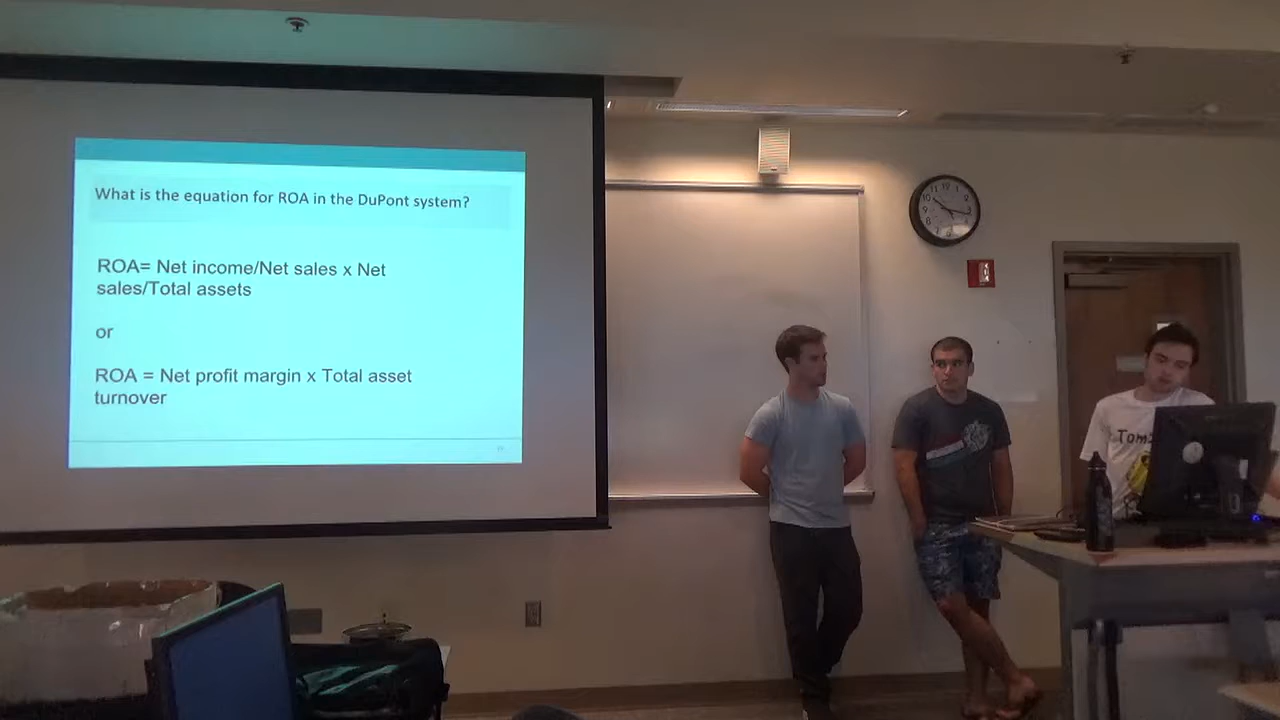 What is the equation for ROA in the DuPont system?
ROA= Net income/Net sales x Net
sales/Total assets
or
ROA = Net profit margin x Total asset
turnover